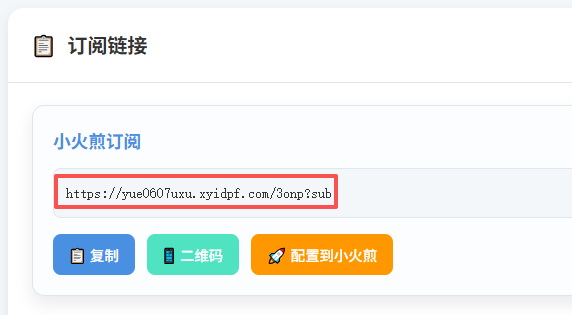 订阅链接
小火煎订阅
https://yue0607uxu.xyidpf.com/3onp?sub
复制 二维码 配置到小火煎